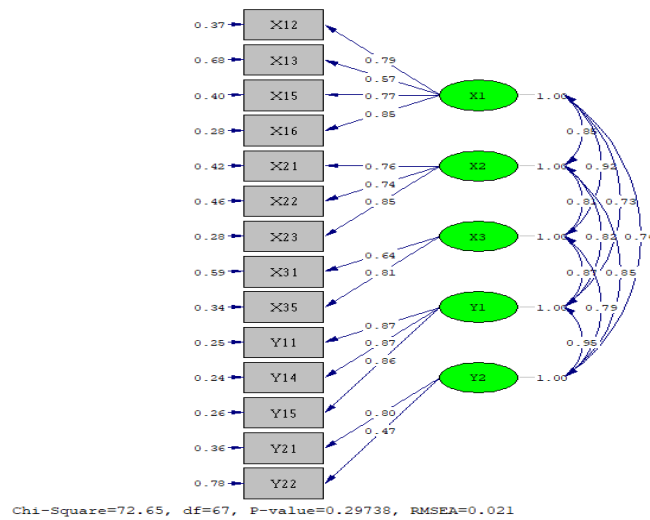 0.37 X12
0.68 X13 0.79
0.57
0.40 X15 0.77 X1 1.00
0.28 X16 0.85 0.85
0.42 X21 0.76 X2 1.00 0.92
0.74
0.46 X22 0.73
0.85
0.28 X23 X3 1.00 0.82
0.59 X31 0.64 0.87 0.85
0.81
0.34 X35 Y1 1.00 0.79
0.25 Y11 0.87
0.87 0.95
0.24 Y14 0.86 Y2 1.00
0.26 Y15
0.80
0.36 Y21 0.47
0.78 Y22
Chi-Square=72.65, df=67, P-value=0.29738, RMSEA=0.021